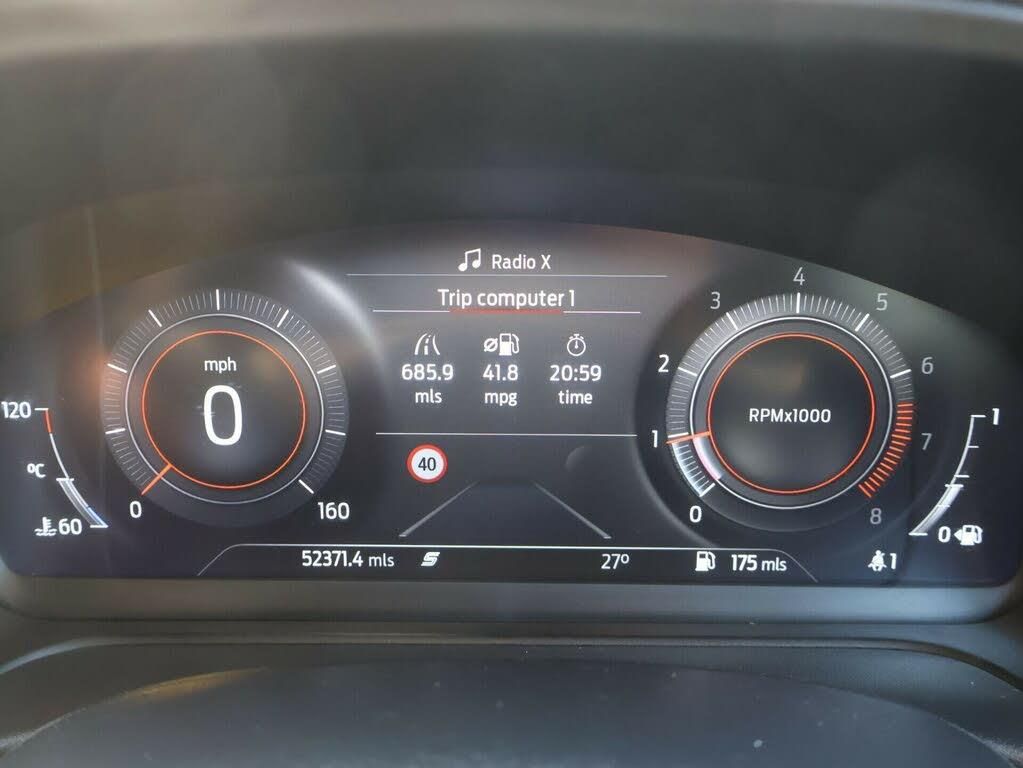 Radio X
Trip computer 1
685.9 41.8 20:59
mls mpg time
40
mph
0
0 160
120
ºC
60
RPMx1000
0 1 2 3 4 5 6 7 8
1
0
52371.4 mls S 27º 175 mls 1